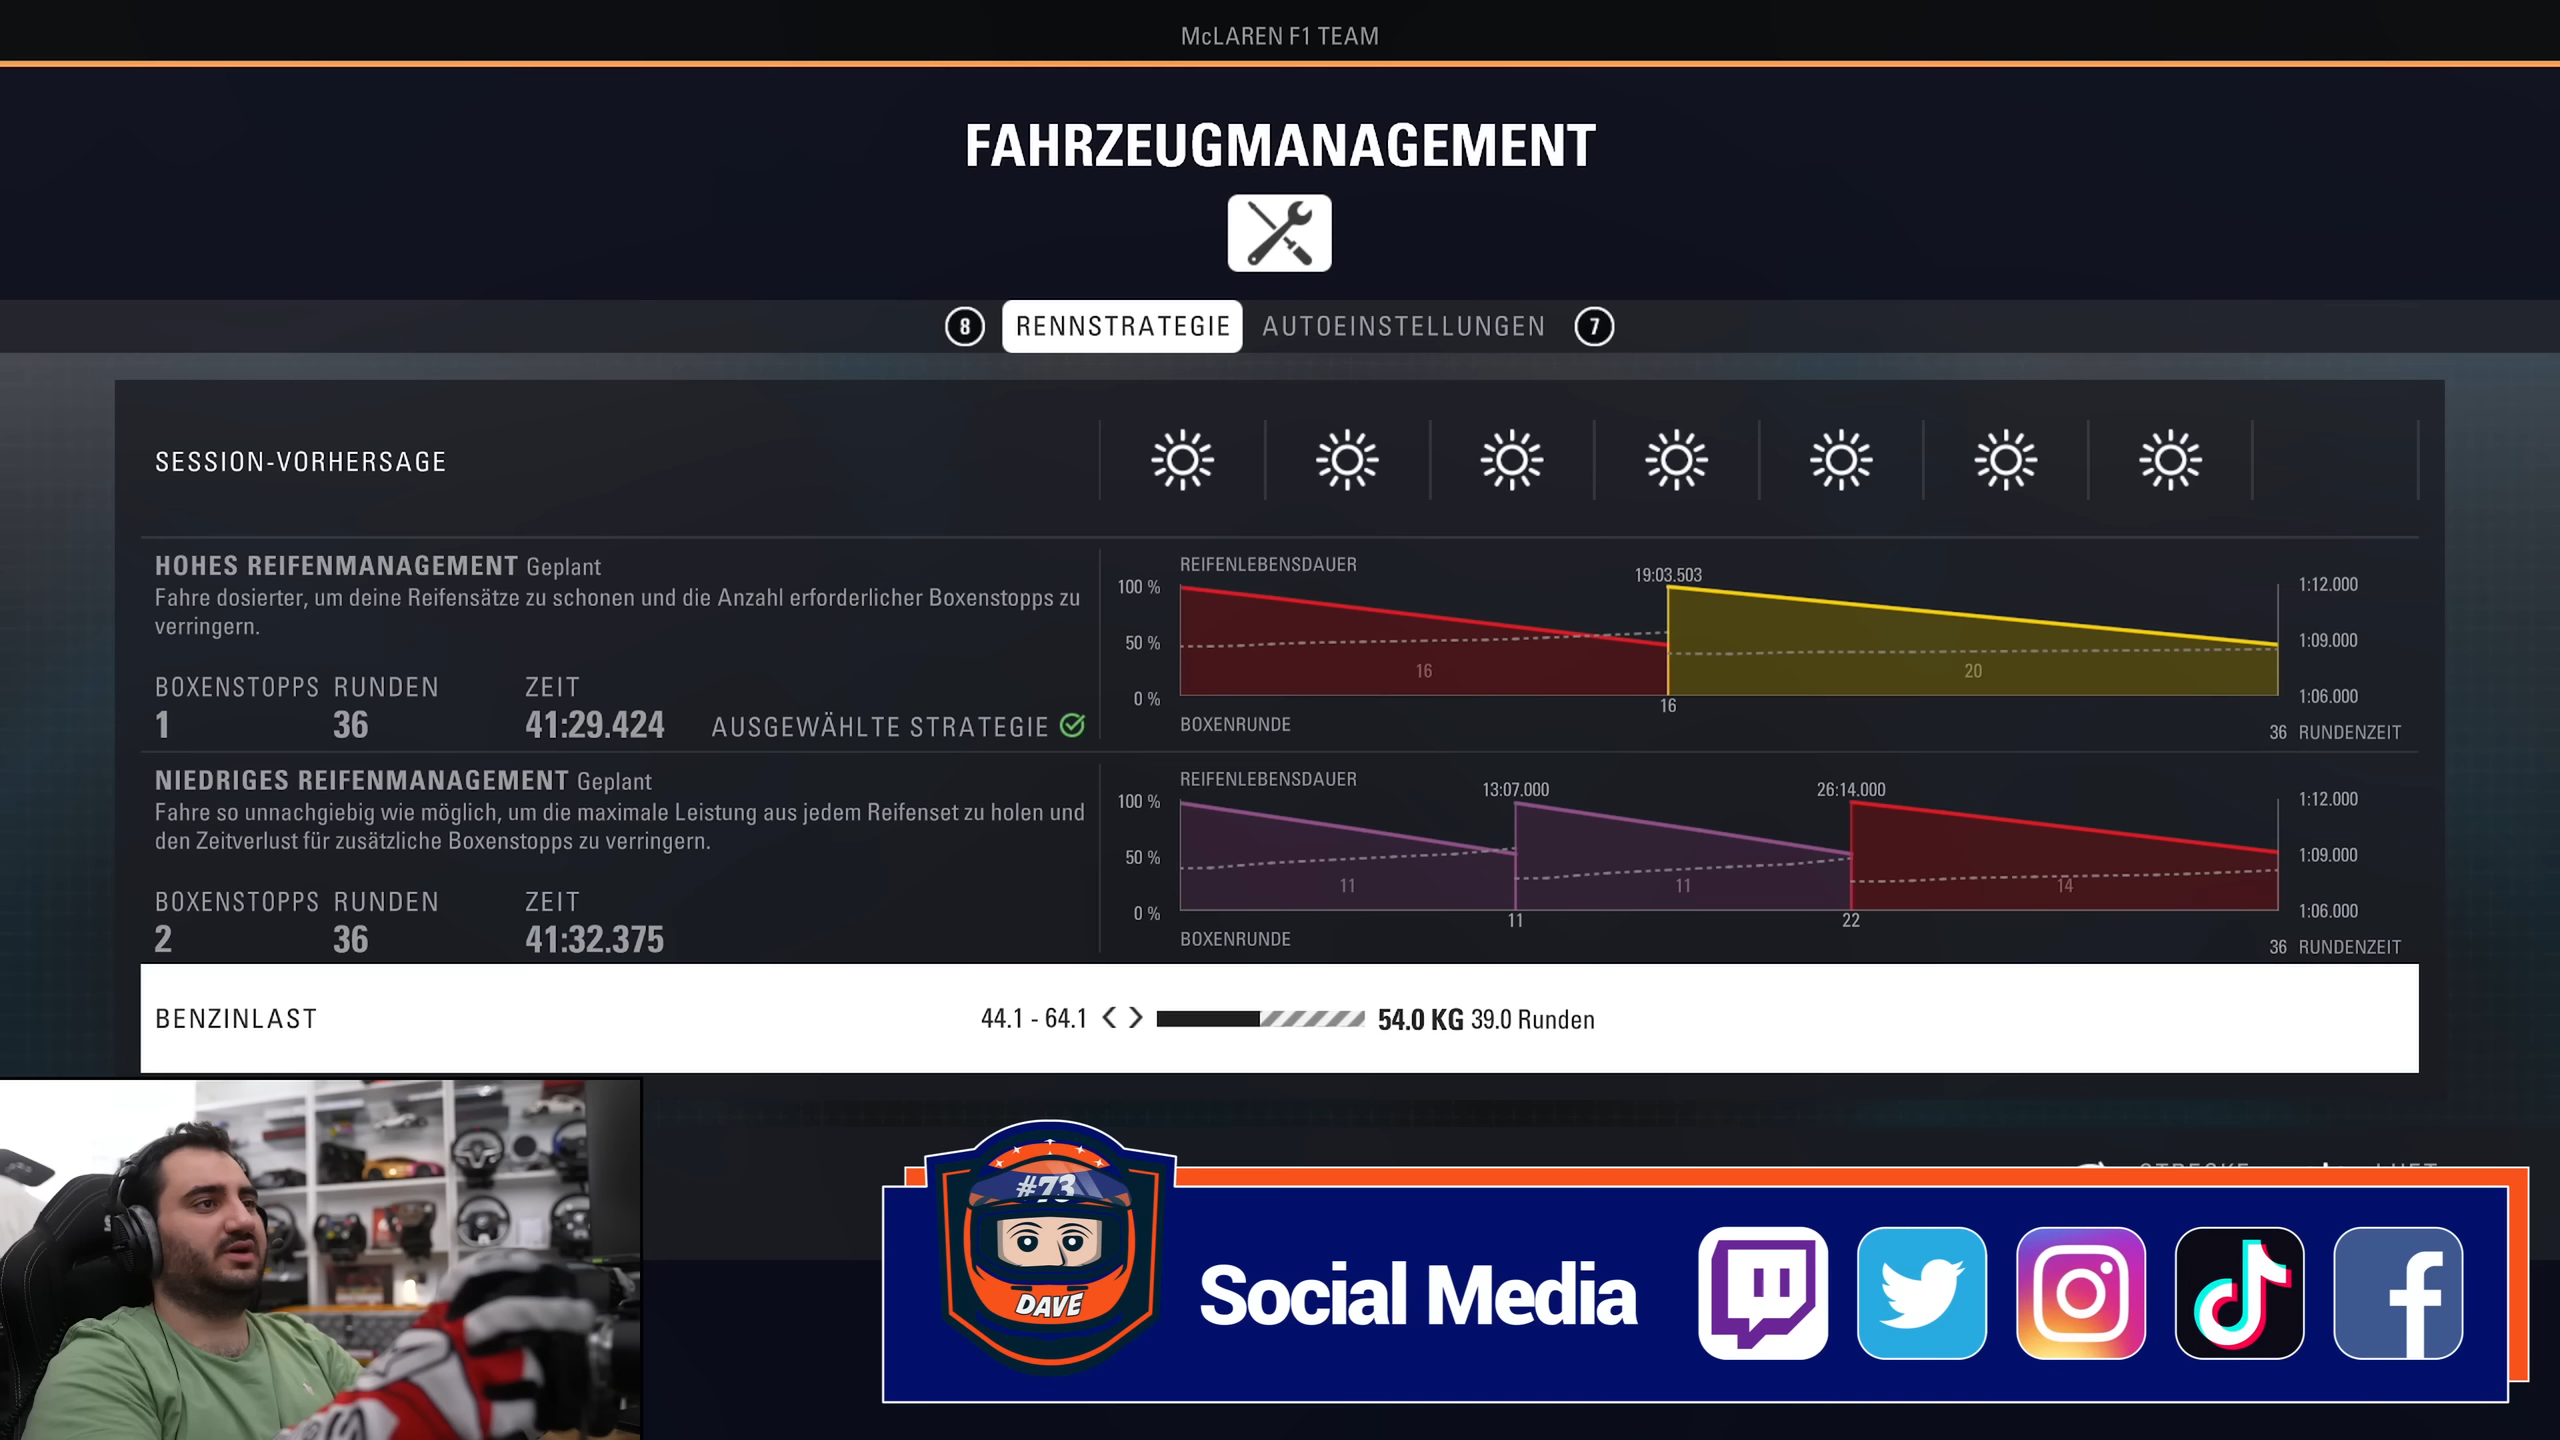 McLAREN F1 TEAM
FAHRZEUGMANAGEMENT
8 RENNSTRATEGIE AUTOEINSTELLUNGEN 7
SESSION-VORHERSAGE
HOHES REIFENMANAGEMENT Geplant
Fahre dosierter, um deine Reifensätze zu schonen und die Anzahl erforderlicher Boxenstopps zu
verringern.
BOXENSTOPPS RUNDEN ZEIT
1 36 41:29.424 AUSGEWÄHLTE STRATEGIE
REIFENLEBENSDAUER
19:03.503
100 % 1:12.000
50 % 1:09.000
16 20
0 % 1:06.000
16
BOXENRUNDE 36 RUNDENZEIT
NIEDRIGES REIFENMANAGEMENT Geplant
Fahre so unnachgiebig wie möglich, um die maximale Leistung aus jedem Reifenset zu holen und
den Zeitverlust für zusätzliche Boxenstopps zu verringern.
BOXENSTOPPS RUNDEN ZEIT
2 36 41:32.375
REIFENLEBENSDAUER
13:07.000 26:14.000
100 % 1:12.000
50 % 1:09.000
11 11 14
0 % 1:06.000
11 22
BOXENRUNDE 36 RUNDENZEIT
BENZINLAST 44.1 - 64.1 54.0 KG 39.0 Runden
STRECKE LUFT
#73
DAVE
Social Media